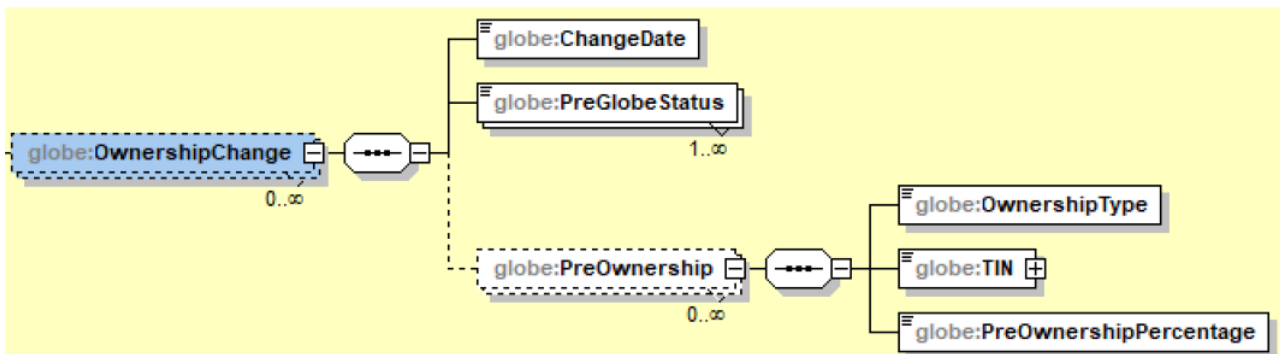 globe:ChangeDate
globe:PreGlobeStatus
1..∞
globe:OwnershipChange
0..∞
globe:OwnershipType
globe:TIN
globe:PreOwnership
0..∞
globe:PreOwnershipPercentage